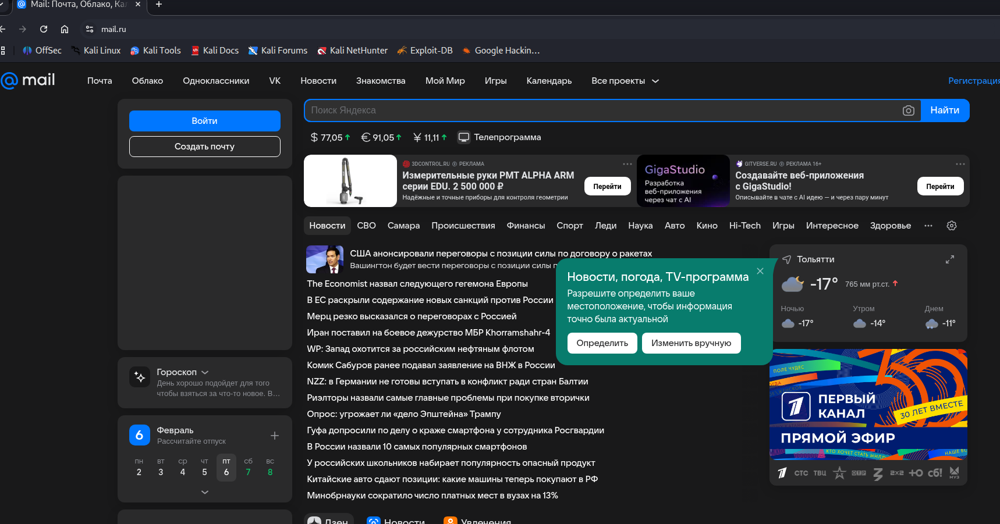 Mail: Почта, Облако, Кал
mail.ru
OffSec Kali Linux Kali Tools Kali Docs Kali Forums Kali NetHunter Exploit-DB Google Hackin…
mail Почта Облако Одноклассники VK Новости Знакомства Мой Мир Игры Календарь Все проекты Регистрация
Войти
Создать почту
Поиск Яндекса Найти
$ 77,05 € 91,05 ¥ 11,11 Телепрограмма
3DCONTROL.RU РЕКЛАМА
Измерительные руки PMT ALPHA ARM
серии EDU. 2 500 000 ₽
Надёжные и точные приборы для контроля геометрии
Перейти
GigaStudio
Разработка
веб-приложения
через чат с AI
GITVERSE.RU РЕКЛАМА 16+
Создавайте веб-приложения
с GigaStudio!
Описывайте в чате с AI идею — и через пару минут
Перейти
Новости СВО Самара Происшествия Финансы Спорт Леди Наука Авто Кино Hi-Tech Игры Интересное Здоровье ···
США анонсировали переговоры с позиции силы по договору о ракетах
Вашингтон будет вести переговоры с позиции силы п
The Economist назвал следующего гегемона Европы
В ЕС раскрыли содержание новых санкций против России
Мерц резко высказался о переговорах с Россией
Иран поставил на боевое дежурство МБР Khorramshahr-4
WP: Запад охотится за российским нефтяным флотом
Комик Сабуров ранее подавал заявление на ВНЖ в России
NZZ: в Германии не готовы вступать в конфликт ради стран Балтии
Риэлторы назвали самые главные проблемы при покупке вторички
Опрос: угрожает ли «дело Эпштейна» Трампу
Гуфа допросили по делу о краже смартфона у сотрудника Росгвардии
В России назвали 10 самых популярных смартфонов
У российских школьников набирает популярность опасный продукт
Китайские авто сдают позиции: какие машины теперь покупают в РФ
Минобрнауки сократило число платных мест в вузах на 13%
Новости, погода, TV-программа
Разрешите определить ваше
местоположение, чтобы информация
точно была актуальной
Определить Изменить вручную
Тольятти
-17° 765 мм рт.ст.
Ночью Утром Днем
-17° -14° -11°
ПОЛЕ ЧУДЕС
ПЕРВЫЙ
КАНАЛ
30 ЛЕТ ВМЕСТЕ
ПРЯМОЙ ЭФИР
КТО ХОЧЕТ СТАТЬ МИЛЛ
НАШЕ ВС
СТС ТВЦ ОТР 2х2 Ю Сб! МУЗ
Гороскоп
День хорошо подойдет для того
чтобы взяться за что-то новое. В…
6 Февраль
Рассчитайте отпуск
пн вт ср чт пт сб вс
2 3 4 5 6 7 8
Дзен Новости Увлечения